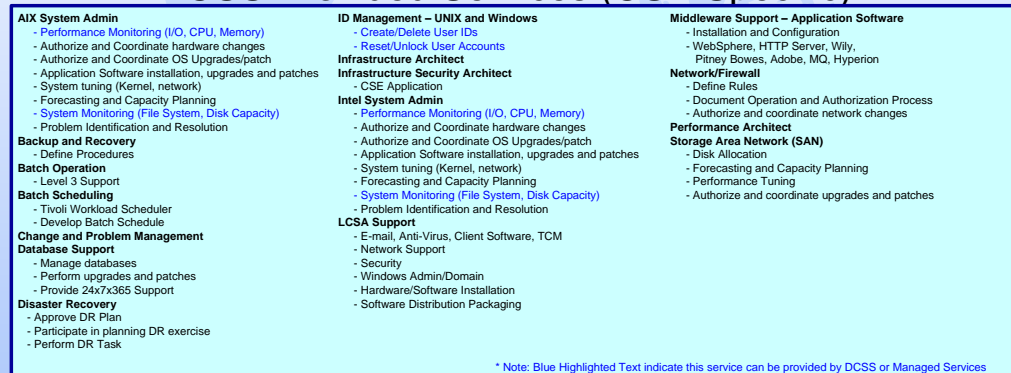 AIX System Admin
- Performance Monitoring (I/O, CPU, Memory)
- Authorize and Coordinate hardware changes
- Authorize and Coordinate OS Upgrades/patch
- Application Software installation, upgrades and patches
- System tuning (Kernel, network)
- Forecasting and Capacity Planning
- System Monitoring (File System, Disk Capacity)
- Problem Identification and Resolution
Backup and Recovery
- Define Procedures
Batch Operation
- Level 3 Support
Batch Scheduling
- Tivoli Workload Scheduler
- Develop Batch Schedule
Change and Problem Management
Database Support
- Manage databases
- Perform upgrades and patches
- Provide 24x7x365 Support
Disaster Recovery
- Approve DR Plan
- Participate in planning DR exercise
- Perform DR Task
ID Management – UNIX and Windows
- Create/Delete User IDs
- Reset/Unlock User Accounts
Infrastructure Architect
Infrastructure Security Architect
- CSE Application
Intel System Admin
- Performance Monitoring (I/O, CPU, Memory)
- Authorize and Coordinate hardware changes
- Authorize and Coordinate OS Upgrades/patch
- Application Software installation, upgrades and patches
- System tuning (Kernel, network)
- Forecasting and Capacity Planning
- System Monitoring (File System, Disk Capacity)
- Problem Identification and Resolution
LCSA Support
- E-mail, Anti-Virus, Client Software, TCM
- Network Support
- Security
- Windows Admin/Domain
- Hardware/Software Installation
- Software Distribution Packaging
Middleware Support – Application Software
- Installation and Configuration
- WebSphere, HTTP Server, Wily,
Pitney Bowes, Adobe, MQ, Hyperion
Network/Firewall
- Define Rules
- Document Operation and Authorization Process
- Authorize and coordinate network changes
Performance Architect
Storage Area Network (SAN)
- Disk Allocation
- Forecasting and Capacity Planning
- Performance Tuning
- Authorize and coordinate upgrades and patches
* Note: Blue Highlighted Text indicate this service can be provided by DCSS or Managed Services